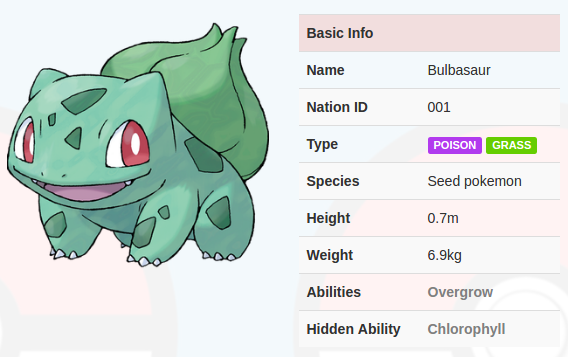 Basic Info
Name Bulbasaur
Nation ID 001
Type POISON GRASS
Species Seed pokemon
Height 0.7m
Weight 6.9kg
Abilities Overgrow
Hidden Ability Chlorophyll